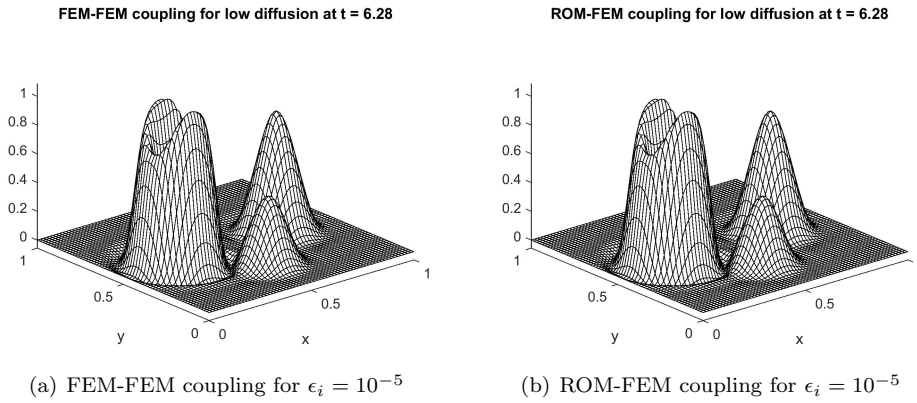 FEM-FEM coupling for low diffusion at t = 6.28
1
0.8
0.6
0.4
0.2
0
1
0.5
0
y
0
0.5
1
x
(a) FEM-FEM coupling for ϵᵢ = 10⁻⁵
ROM-FEM coupling for low diffusion at t = 6.28
1
0.8
0.6
0.4
0.2
0
1
0.5
0
y
0
0.5
x
(b) ROM-FEM coupling for ϵᵢ = 10⁻⁵